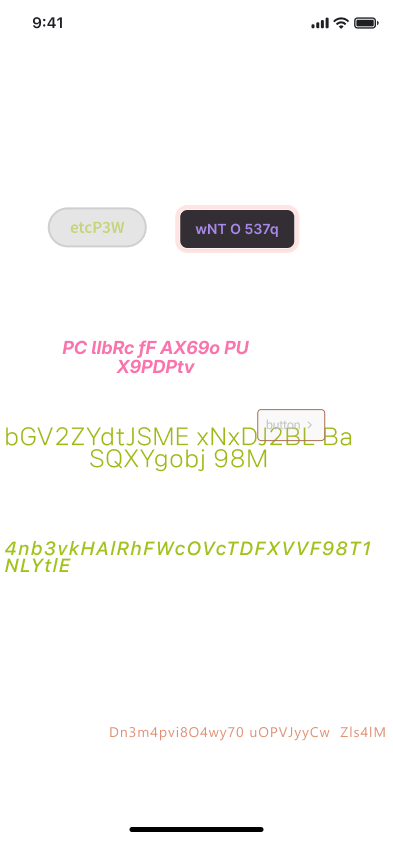 9:41
etcP3W
wNT O 537q
PC lIbRc fF AX69o PU
X9PDPtv
button >
bGV2ZYdtJSME xNxDJ2BL Ba
SQXYgobj 98M
4nb3vkHAlRhFWcOVcTDFXVVF98T1
NLYtlE
Dn3m4pvi8O4wy70 uOPVJyyCw Zls4lM